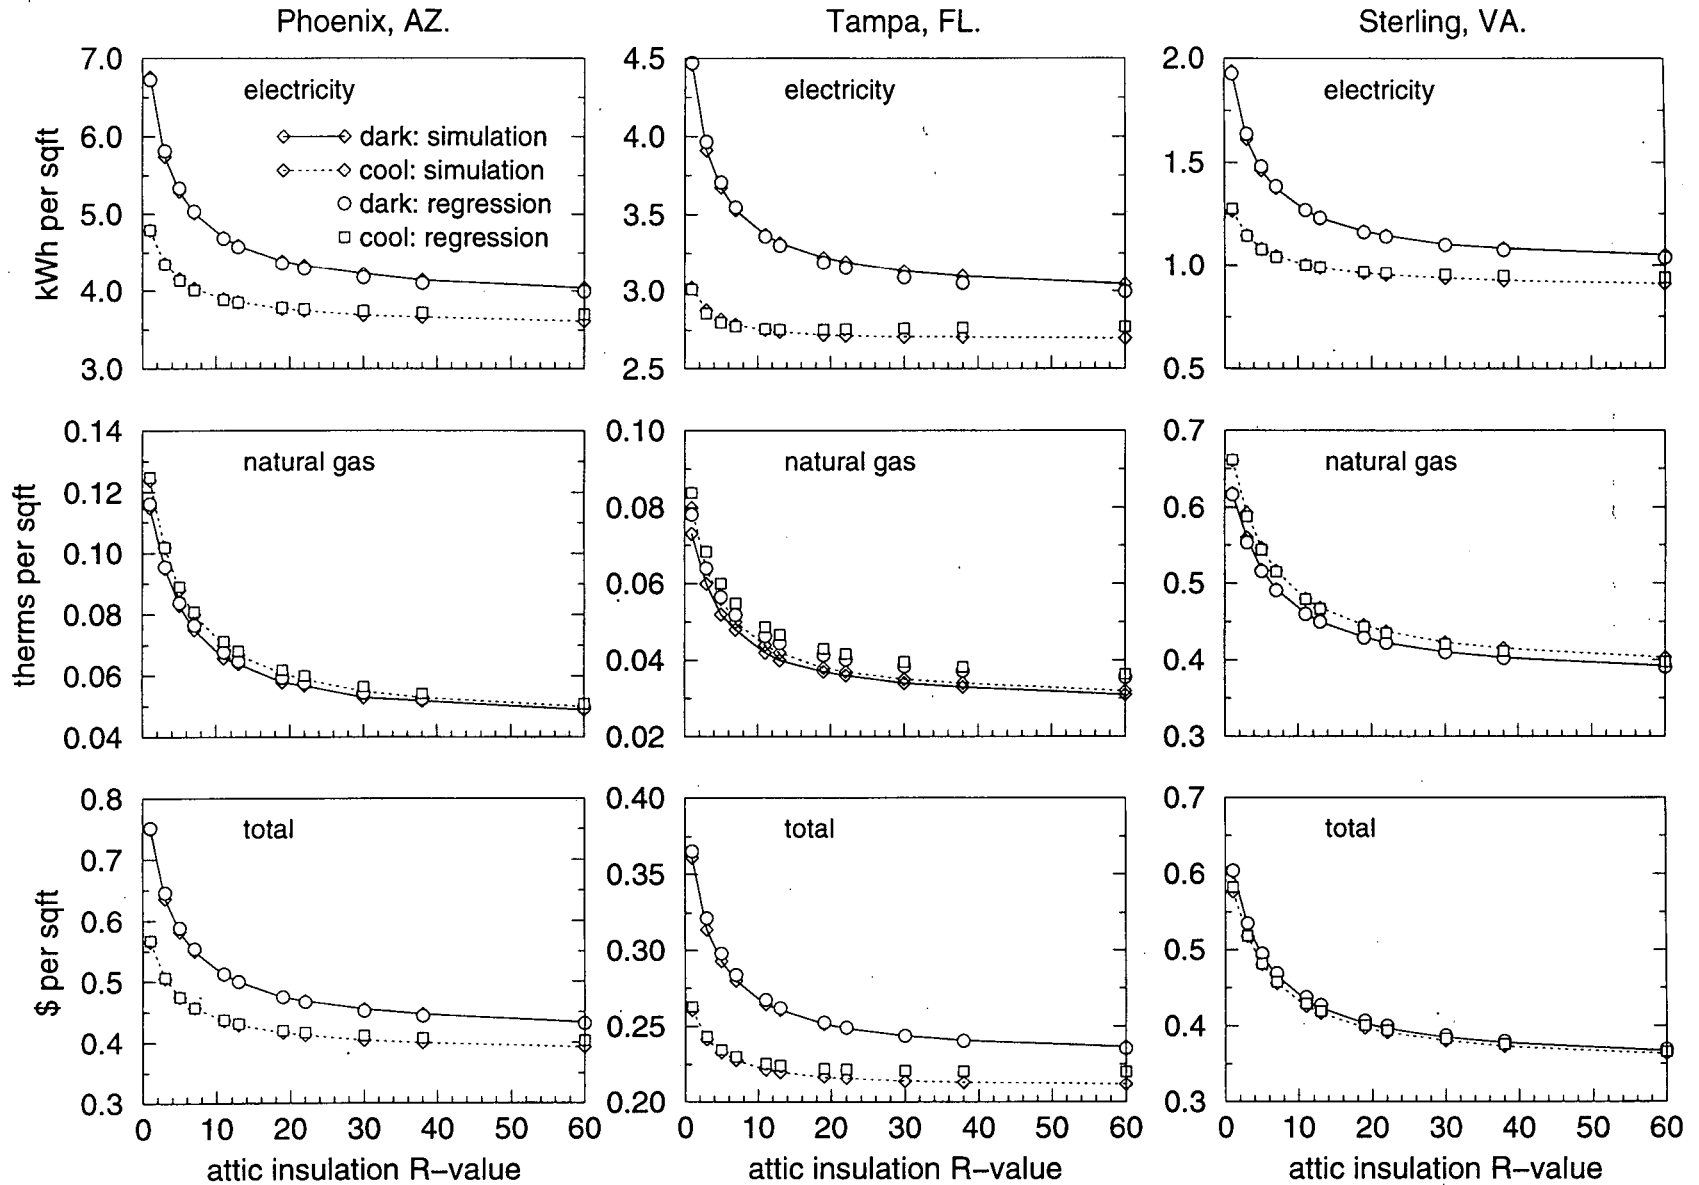 Phoenix, AZ. Tampa, FL. Sterling, VA.
7.0
6.0
5.0
4.0
3.0
kWh per sqft
electricity
dark: simulation
cool: simulation
dark: regression
cool: regression
4.5
4.0
3.5
3.0
2.5
electricity
2.0
1.5
1.0
0.5
electricity
0.14
0.12
0.10
0.08
0.06
0.04
therms per sqft
natural gas
0.10
0.08
0.06
0.04
0.02
natural gas
0.7
0.6
0.5
0.4
0.3
natural gas
0.8
0.7
0.6
0.5
0.4
0.3
$ per sqft
total
0.40
0.35
0.30
0.25
0.20
total
0.7
0.6
0.5
0.4
0.3
total
0 10 20 30 40 50 60
0 10 20 30 40 50 60
0 10 20 30 40 50 60
attic insulation R–value
attic insulation R–value
attic insulation R–value